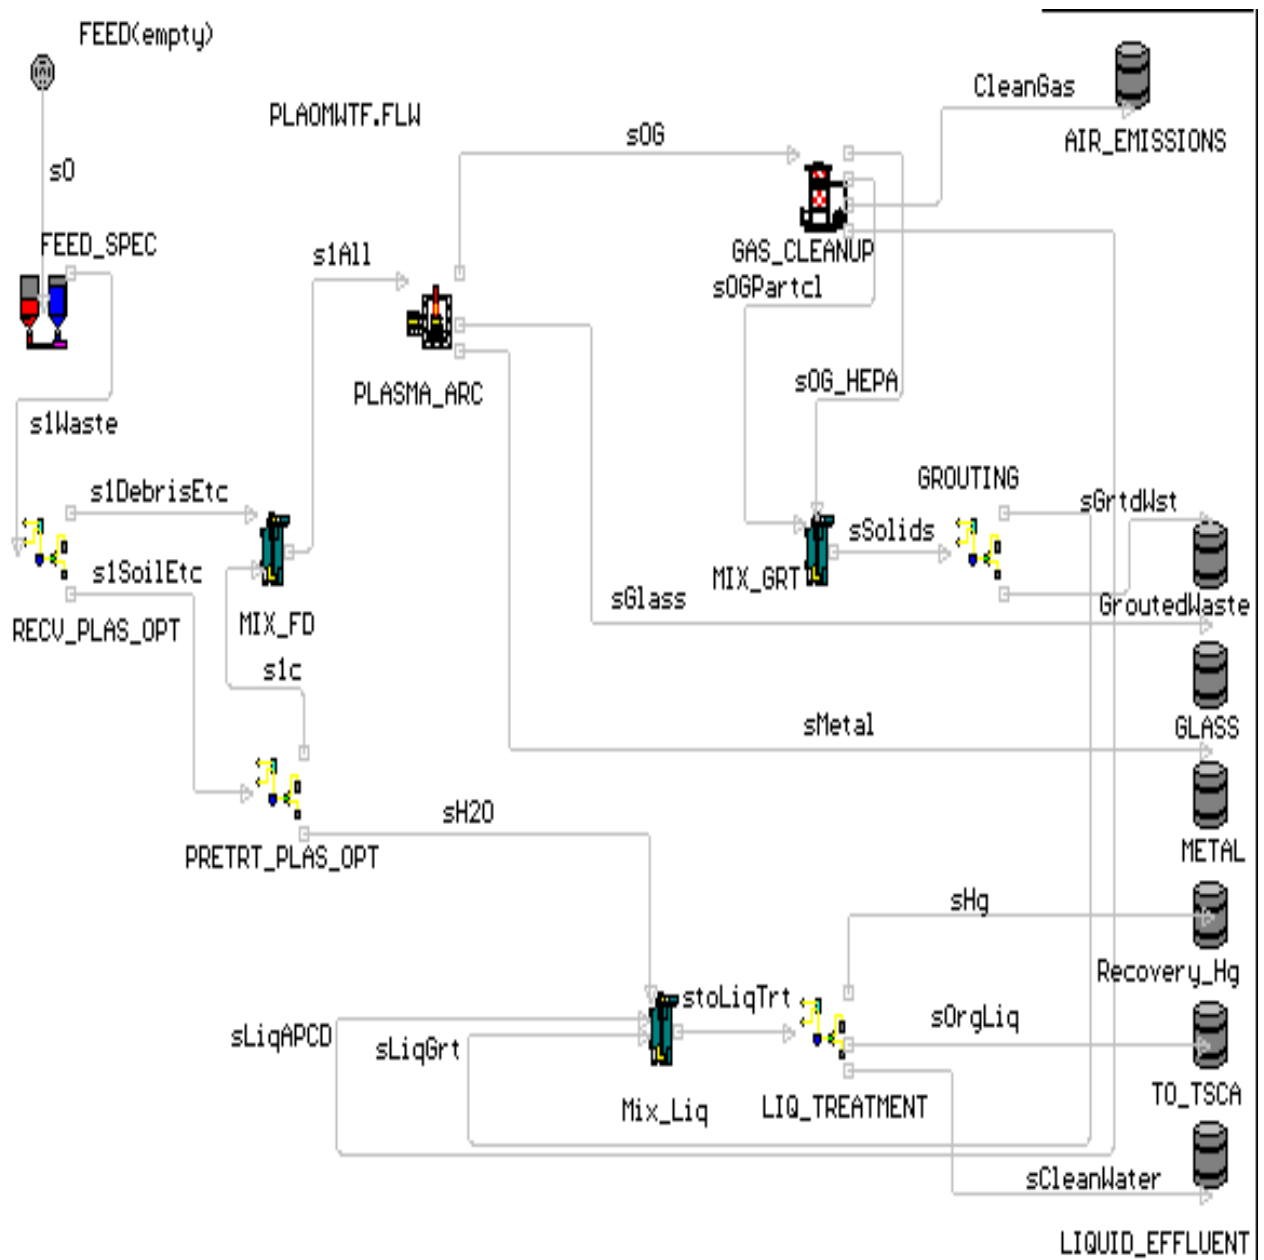 FEED(empty)
CleanGas
PLAOMWTF.FLW
sOG
AIR_EMISSIONS
sO
FEED_SPEC
s1All
GAS_CLEANUP
sOGPartcl
PLASMA_ARC
sOG_HEPA
s1Waste
GROUTING
s1DebrisEtc
sGrtdWst
sSolids
s1SoilEtc
MIX_GRT
sGlass
GroutedWaste
RECV_PLAS_OPT
MIX_FD
s1c
sMetal
GLASS
sH2O
METAL
PRETRT_PLAS_OPT
sHg
Recovery_Hg
stoLiqTrt
sOrgLiq
sLiqAPCD
sLiqGrt
TO_TSCA
Mix_Liq
LIQ_TREATMENT
sCleanWater
LIQUID_EFFLUENT